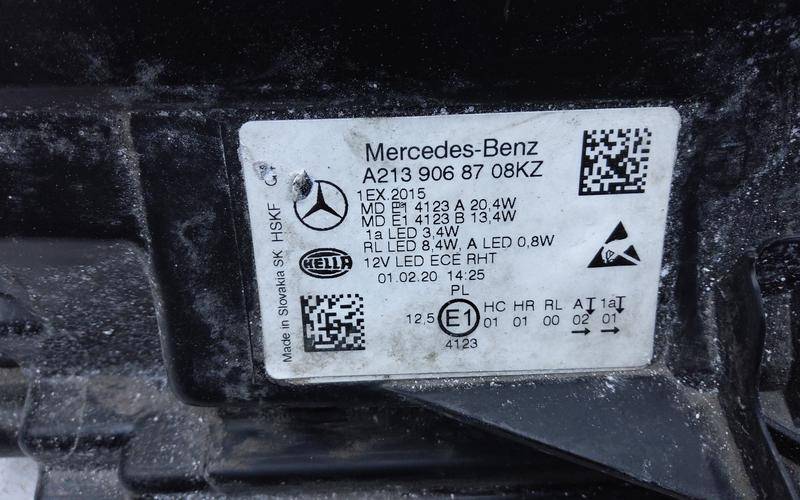 Mercedes-Benz
A213 906 87 08KZ
1EX.2015
MD E1 4123 A 20,4W
MD E1 4123 B 13,4W
1a LED 3,4W
RL LED 8,4W, A LED 0,8W
12V LED ECE RHT
01.02.20 14:25
PL
HELLA
Made in Slovakia SK HSKF
12,5 E1 HC HR RL A 1a
01 01 00 02 01
4123